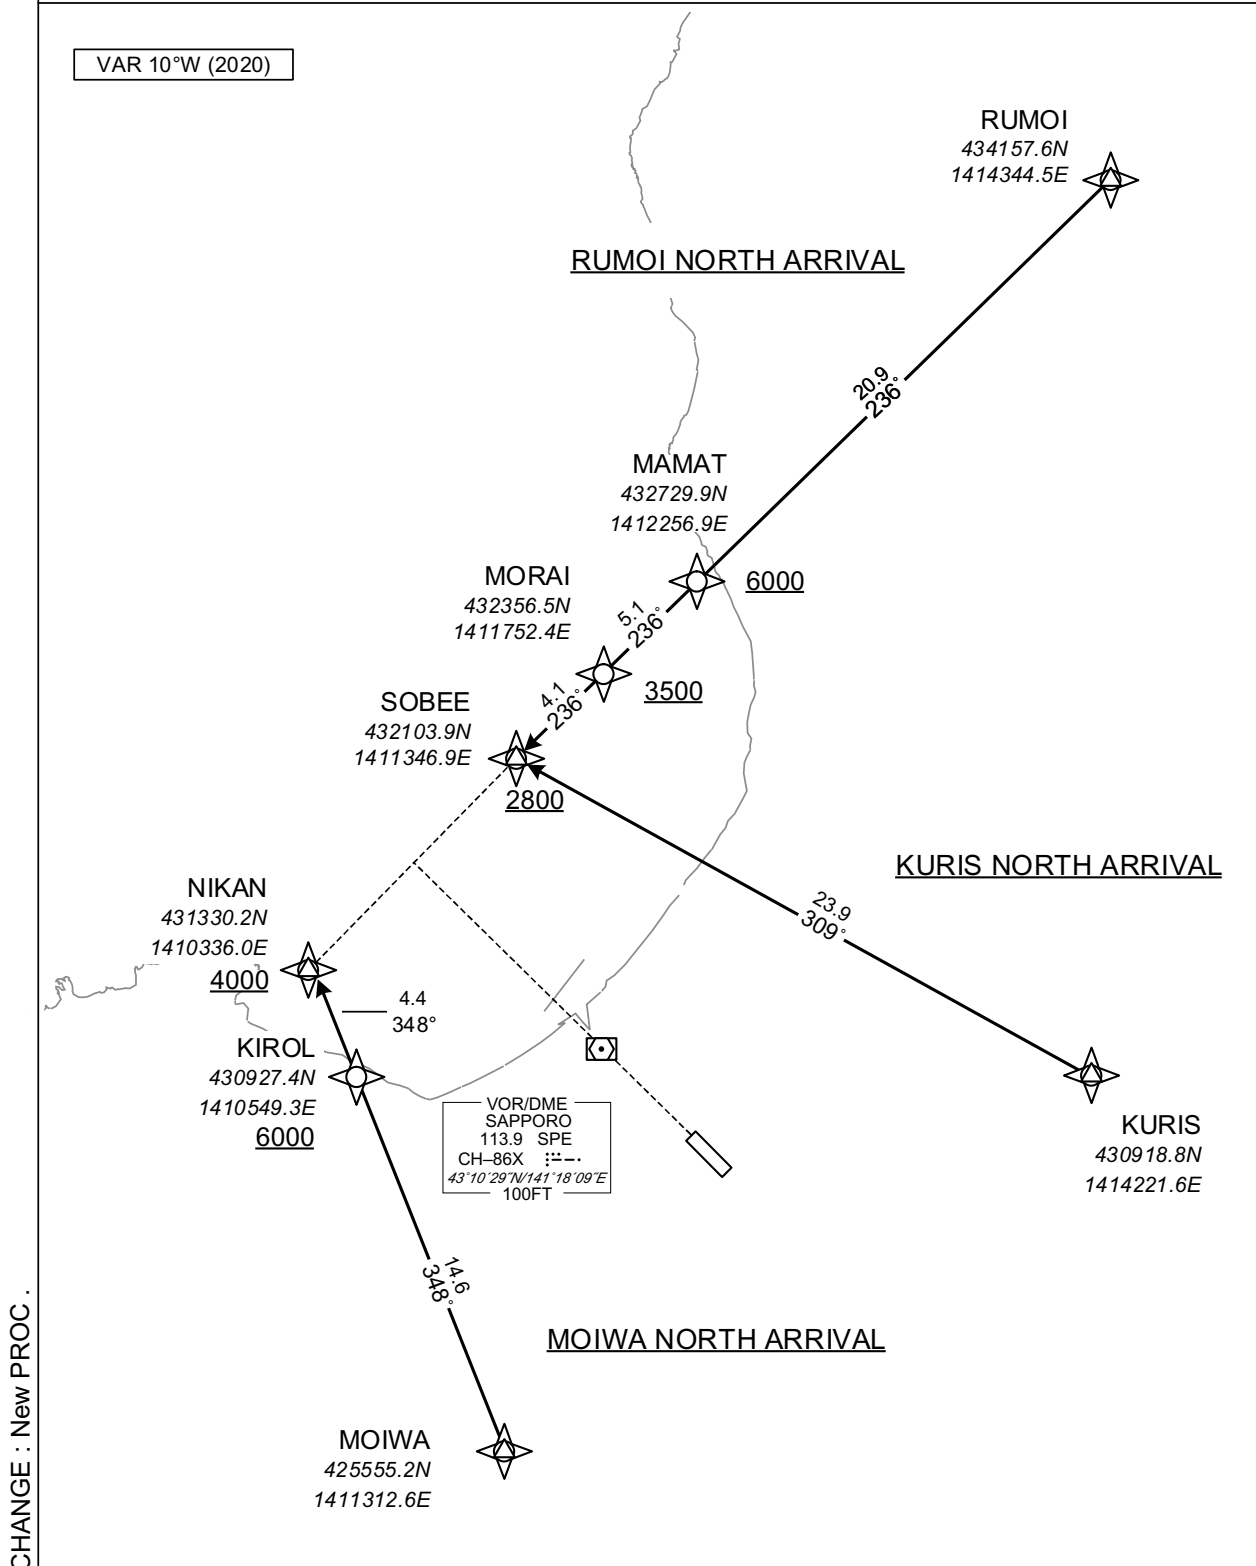 VAR 10°W (2020)
RUMOI
434157.6N
1414344.5E
RUMOI NORTH ARRIVAL
20.9
236°
MAMAT
432729.9N
1412256.9E
6000
5.1
236°
MORAI
432356.5N
1411752.4E
3500
4.1
236°
SOBEE
432103.9N
1411346.9E
2800
KURIS NORTH ARRIVAL
23.9
309°
NIKAN
431330.2N
1410336.0E
4000
4.4
348°
KIROL
430927.4N
1410549.3E
6000
VOR/DME
SAPPORO
113.9 SPE
CH–86X
43°10′29″N/141°18′09″E
100FT
KURIS
430918.8N
1414221.6E
14.6
348°
MOIWA NORTH ARRIVAL
MOIWA
425555.2N
1411312.6E
CHANGE : New PROC .